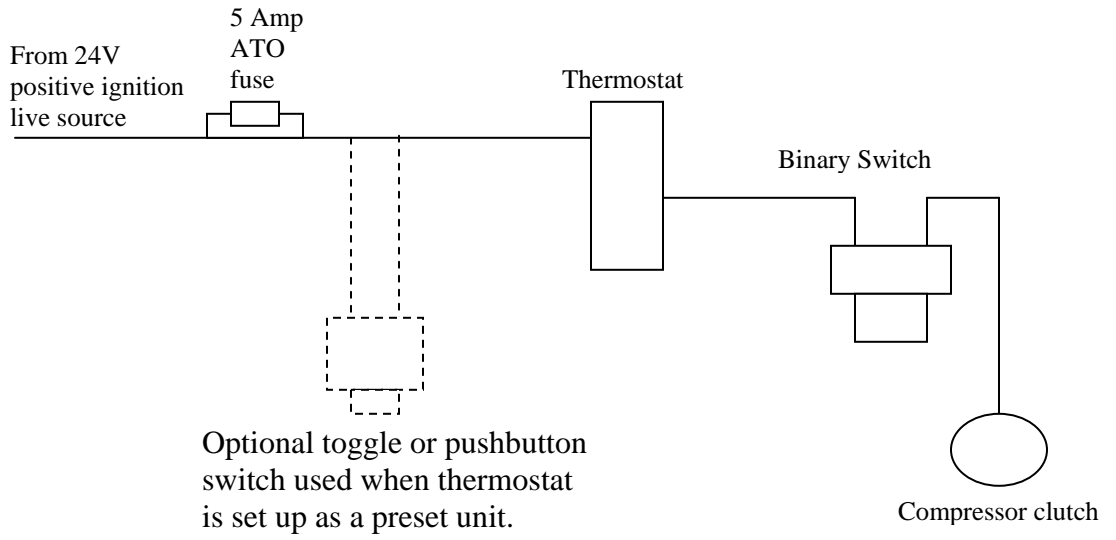 From 24V
positive ignition
live source
5 Amp
ATO
fuse
Thermostat
Binary Switch
Optional toggle or pushbutton
switch used when thermostat
is set up as a preset unit.
Compressor clutch